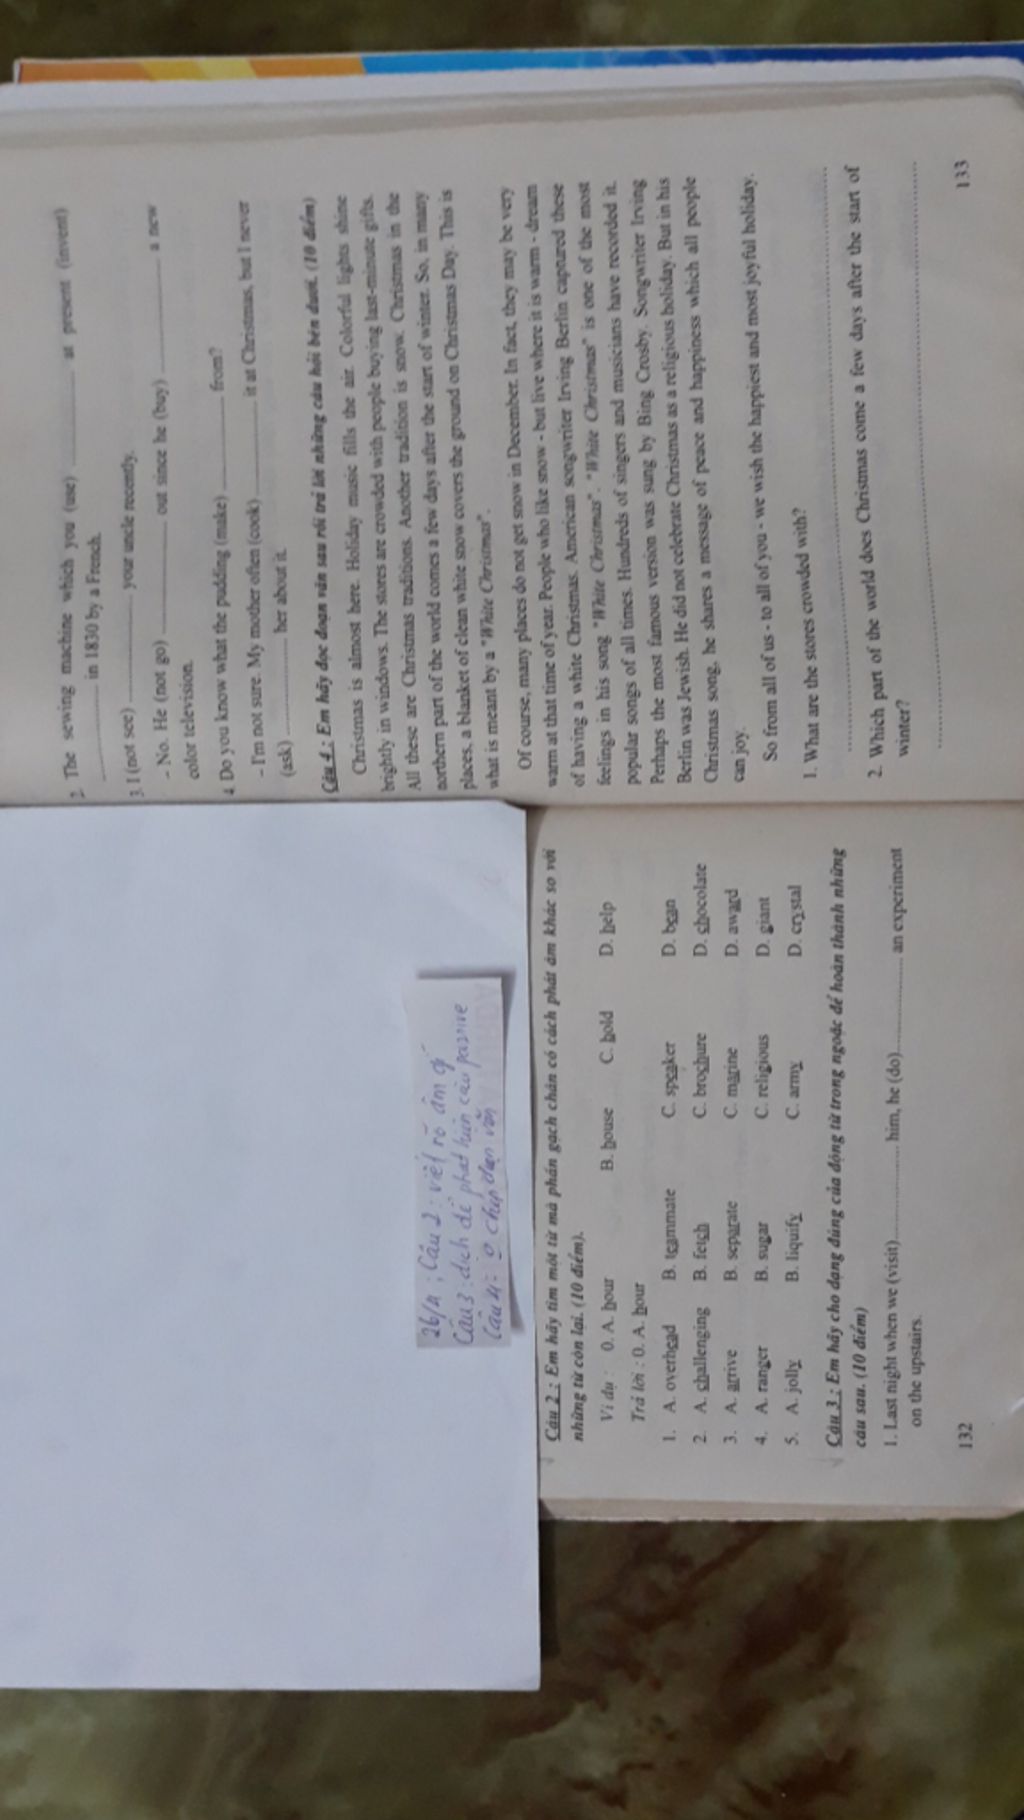 26/4 : Câu 2 : viết rõ âm gì
Câu 3 : dịch để phát hiện câu passive
Câu 4 : 0 chép đoạn văn
Câu 2 : Em hãy tìm một từ mà phần gạch chân có cách phát âm khác so với
những từ còn lại. (10 điểm).
Ví dụ : 0. A. hour B. house C. hold D. help
Trả lời : 0. A. hour
1. A. overhead B. teammate C. speaker D. bean
2. A. challenging B. fetch C. brochure D. chocolate
3. A. arrive B. separate C. marine D. award
4. A. ranger B. sugar C. religious D. giant
5. A. jolly B. liquify C. army D. crystal
Câu 3 : Em hãy cho dạng đúng của động từ trong ngoặc để hoàn thành những
câu sau. (10 điểm)
1. Last night when we (visit).......... him, he (do).......... an experiment
on the upstairs.
132
2. The sewing machine which you (use) ________ at present (invent)
________ in 1830 by a French.
3. I (not see) ________ your uncle recently.
- No. He (not go) ________ out since he (buy) ________ a new
color television.
4. Do you know what the pudding (make) ________ from?
- I'm not sure. My mother often (cook) ________ it at Christmas, but I never
(ask) ________ her about it.
Câu 4 : Em hãy đọc đoạn văn sau rồi trả lời những câu hỏi bên dưới. (10 điểm)
Christmas is almost here. Holiday music fills the air. Colorful lights shine
brightly in windows. The stores are crowded with people buying last-minute gifts.
All these are Christmas traditions. Another tradition is snow. Christmas in the
northern part of the world comes a few days after the start of winter. So, in many
places, a blanket of clean white snow covers the ground on Christmas Day. This is
what is meant by a "White Christmas".
Of course, many places do not get snow in December. In fact, they may be very
warm at that time of year. People who like snow - but live where it is warm - dream
of having a white Christmas. American songwriter Irving Berlin captured these
feelings in his song "White Christmas". "White Christmas" is one of the most
popular songs of all times. Hundreds of singers and musicians have recorded it.
Perhaps the most famous version was sung by Bing Crosby. Songwriter Irving
Berlin was Jewish. He did not celebrate Christmas as a religious holiday. But in his
Christmas song, he shares a message of peace and happiness which all people
can joy.
So from all of us - to all of you - we wish the happiest and most joyful holiday.
1. What are the stores crowded with?
2. Which part of the world does Christmas come a few days after the start of
winter?
133